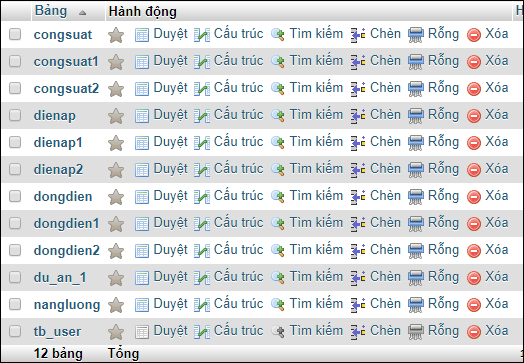 Bảng Hành động H
congsuat Duyệt Cấu trúc Tìm kiếm Chèn Rỗng Xóa
congsuat1 Duyệt Cấu trúc Tìm kiếm Chèn Rỗng Xóa
congsuat2 Duyệt Cấu trúc Tìm kiếm Chèn Rỗng Xóa
dienap Duyệt Cấu trúc Tìm kiếm Chèn Rỗng Xóa
dienap1 Duyệt Cấu trúc Tìm kiếm Chèn Rỗng Xóa
dienap2 Duyệt Cấu trúc Tìm kiếm Chèn Rỗng Xóa
dongdien Duyệt Cấu trúc Tìm kiếm Chèn Rỗng Xóa
dongdien1 Duyệt Cấu trúc Tìm kiếm Chèn Rỗng Xóa
dongdien2 Duyệt Cấu trúc Tìm kiếm Chèn Rỗng Xóa
du_an_1 Duyệt Cấu trúc Tìm kiếm Chèn Rỗng Xóa
nangluong Duyệt Cấu trúc Tìm kiếm Chèn Rỗng Xóa
tb_user Duyệt Cấu trúc Tìm kiếm Chèn Rỗng Xóa
12 bảng Tổng